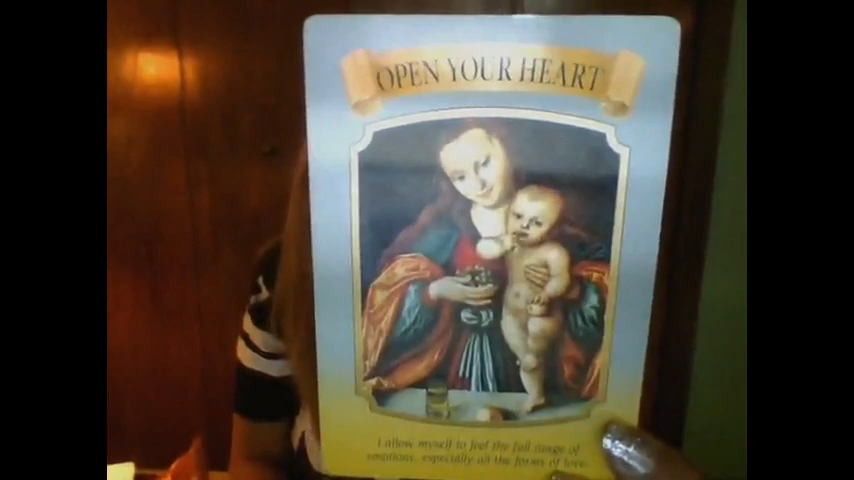 OPEN YOUR HEART
I allow myself to feel the full range of
emotions, especially all the forms of love.